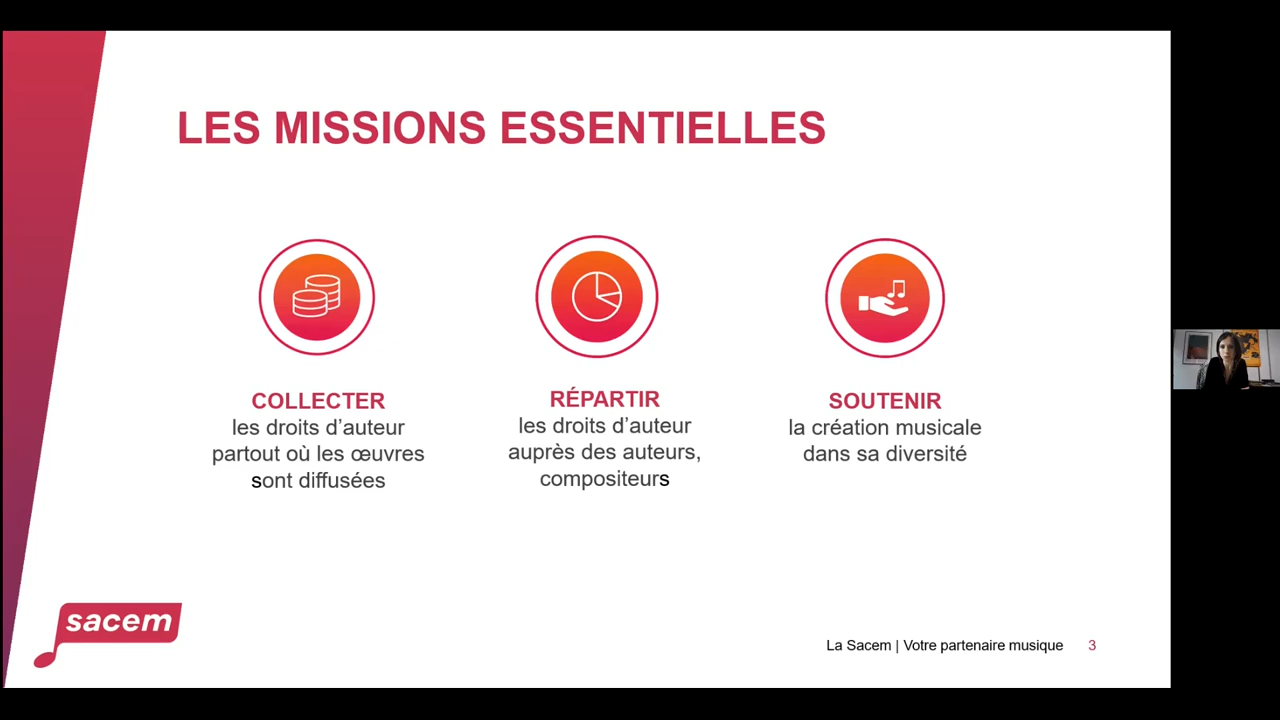 LES MISSIONS ESSENTIELLES
COLLECTER
les droits d’auteur
partout où les œuvres
sont diffusées
RÉPARTIR
les droits d’auteur
auprès des auteurs,
compositeurs
SOUTENIR
la création musicale
dans sa diversité
sacem
La Sacem | Votre partenaire musique 3